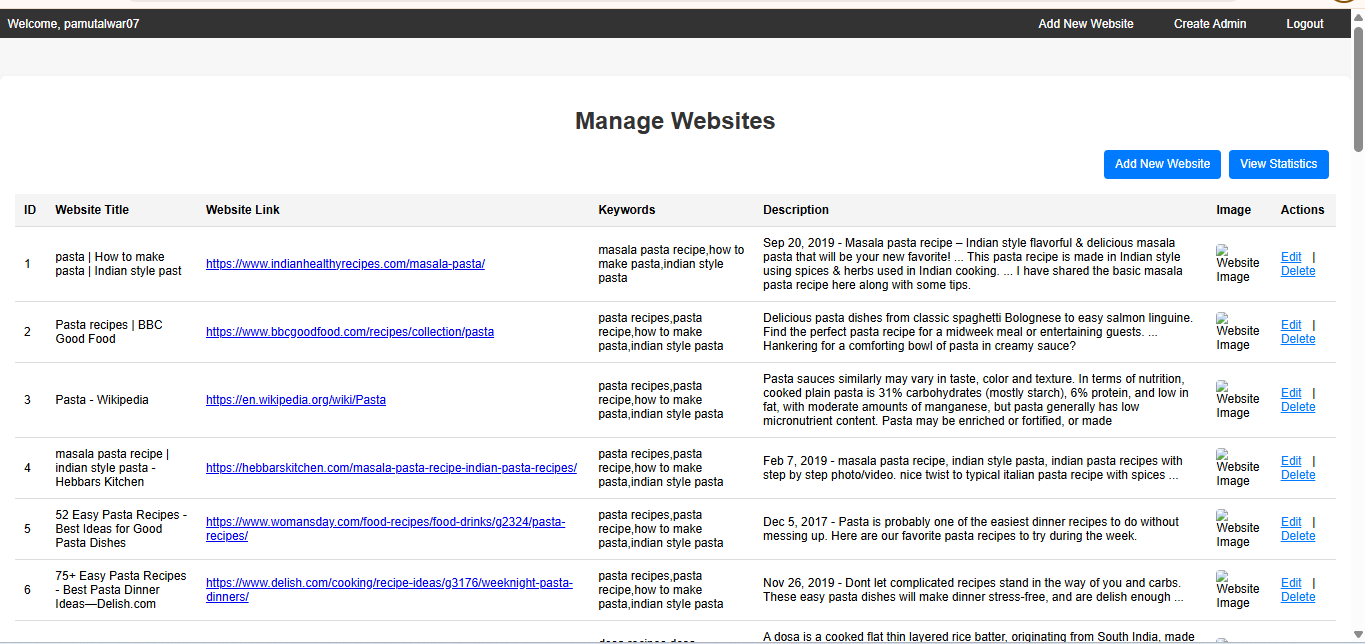 Welcome, pamutalwar07
Add New Website
Create Admin
Logout
Manage Websites
Add New Website
View Statistics
ID
Website Title
Website Link
Keywords
Description
Image
Actions
1
pasta | How to make
pasta | Indian style past
https://www.indianhealthyrecipes.com/masala-pasta/
masala pasta recipe,how to
make pasta,indian style
pasta
Sep 20, 2019 - Masala pasta recipe – Indian style flavorful & delicious masala
pasta that will be your new favorite! ... This pasta recipe is made in Indian style
using spices & herbs used in Indian cooking. ... I have shared the basic masala
pasta recipe here along with some tips.
Website
Image
Edit |
Delete
2
Pasta recipes | BBC
Good Food
https://www.bbcgoodfood.com/recipes/collection/pasta
pasta recipes,pasta
recipe,how to make
pasta,indian style pasta
Delicious pasta dishes from classic spaghetti Bolognese to easy salmon linguine.
Find the perfect pasta recipe for a midweek meal or entertaining guests. ...
Hankering for a comforting bowl of pasta in creamy sauce?
Website
Image
Edit |
Delete
3
Pasta - Wikipedia
https://en.wikipedia.org/wiki/Pasta
pasta recipes,pasta
recipe,how to make
pasta,indian style pasta
Pasta sauces similarly may vary in taste, color and texture. In terms of nutrition,
cooked plain pasta is 31% carbohydrates (mostly starch), 6% protein, and low in
fat, with moderate amounts of manganese, but pasta generally has low
micronutrient content. Pasta may be enriched or fortified, or made
Website
Image
Edit |
Delete
4
masala pasta recipe |
indian style pasta -
Hebbars Kitchen
https://hebbarskitchen.com/masala-pasta-recipe-indian-pasta-recipes/
pasta recipes,pasta
recipe,how to make
pasta,indian style pasta
Feb 7, 2019 - masala pasta recipe, indian style pasta, indian pasta recipes with
step by step photo/video. nice twist to typical italian pasta recipe with spices ...
Website
Image
Edit |
Delete
5
52 Easy Pasta Recipes -
Best Ideas for Good
Pasta Dishes
https://www.womansday.com/food-recipes/food-drinks/g2324/pasta-
recipes/
pasta recipes,pasta
recipe,how to make
pasta,indian style pasta
Dec 5, 2017 - Pasta is probably one of the easiest dinner recipes to do without
messing up. Here are our favorite pasta recipes to try during the week.
Website
Image
Edit |
Delete
6
75+ Easy Pasta Recipes
- Best Pasta Dinner
Ideas—Delish.com
https://www.delish.com/cooking/recipe-ideas/g3176/weeknight-pasta-
dinners/
pasta recipes,pasta
recipe,how to make
pasta,indian style pasta
Nov 26, 2019 - Dont let complicated recipes stand in the way of you and carbs.
These easy pasta dishes will make dinner stress-free, and are delish enough ...
Website
Image
Edit |
Delete
A dosa is a cooked flat thin layered rice batter, originating from South India, made